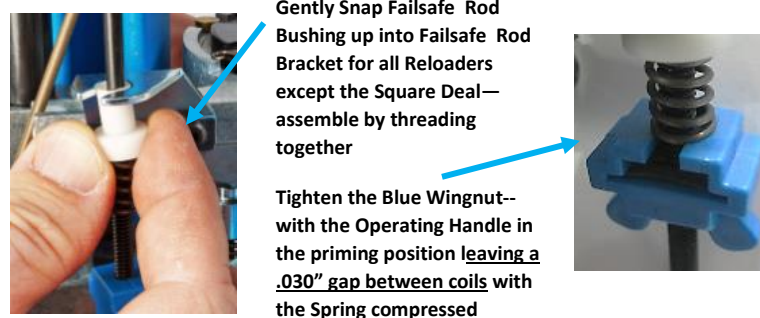 Gently Snap Failsafe  Rod
Bushing up into Failsafe  Rod
Bracket for all Reloaders
except the Square Deal—
assemble by threading
together
Tighten the Blue Wingnut--
with the Operating Handle in
the priming position leaving a
.030” gap between coils with
the Spring compressed